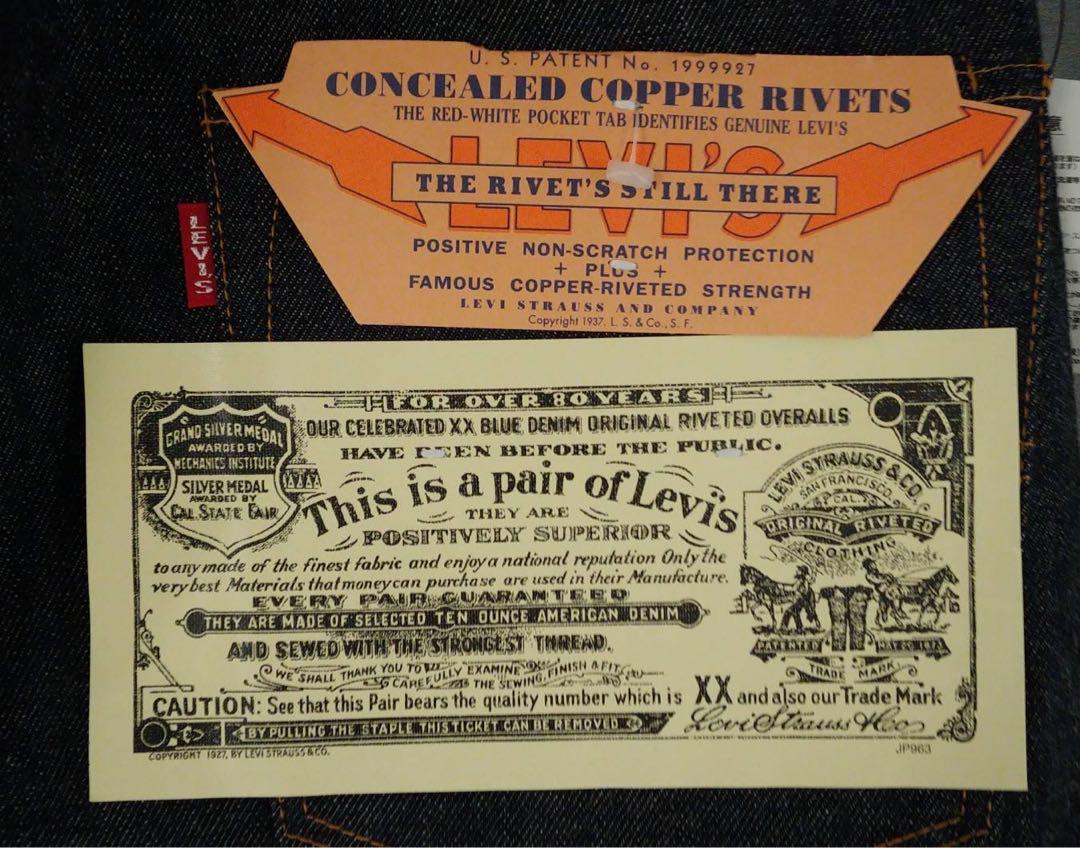 U. S. PATENT No. 1999927
CONCEALED COPPER RIVETS
THE RED-WHITE POCKET TAB IDENTIFIES GENUINE LEVI'S
LEVI'S
THE RIVET'S STILL THERE
POSITIVE NON-SCRATCH PROTECTION
+ PLUS +
FAMOUS COPPER-RIVETED STRENGTH
LEVI STRAUSS AND COMPANY
Copyright 1937. L. S. & Co., S. F.
LEVI'S
FOR OVER 80 YEARS
OUR CELEBRATED XX BLUE DENIM ORIGINAL RIVETED OVERALLS
HAVE BEEN BEFORE THE PUBLIC.
This is a pair of Levi's
THEY ARE
POSITIVELY SUPERIOR
to any made of the finest fabric and enjoy a national reputation Only the
very best Materials that money can purchase are used in their Manufacture.
EVERY PAIR GUARANTEED
THEY ARE MADE OF SELECTED TEN OUNCE AMERICAN DENIM
AND SEWED WITH THE STRONGEST THREAD.
WE SHALL THANK YOU TO CAREFULLY EXAMINE THE SEWING, FINISH & FIT
CAUTION: See that this Pair bears the quality number which is XX and also our Trade Mark
BY PULLING THE STAPLE THIS TICKET CAN BE REMOVED
Levi Strauss & Co
COPYRIGHT 1927, BY LEVI STRAUSS & CO.
JP963
GRAND SILVER MEDAL
AWARDED BY
MECHANICS INSTITUTE
SILVER MEDAL
AWARDED BY
CAL. STATE FAIR
LEVI STRAUSS & CO.
SAN FRANCISCO.
CAL.
ORIGINAL RIVETED
CLOTHING
PATENTED MAY 20 1873
TRADE MARK